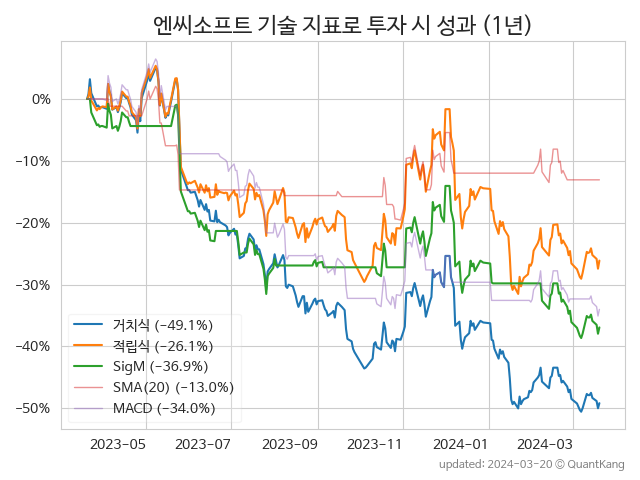 엔씨소프트 기술 지표로 투자 시 성과 (1년)
0%
−10%
−20%
−30%
−40%
−50%
거치식 (−49.1%)
적립식 (−26.1%)
SigM (−36.9%)
SMA(20) (−13.0%)
MACD (−34.0%)
2023-05
2023-07
2023-09
2023-11
2024-01
2024-03
updated: 2024-03-20 © QuantKang